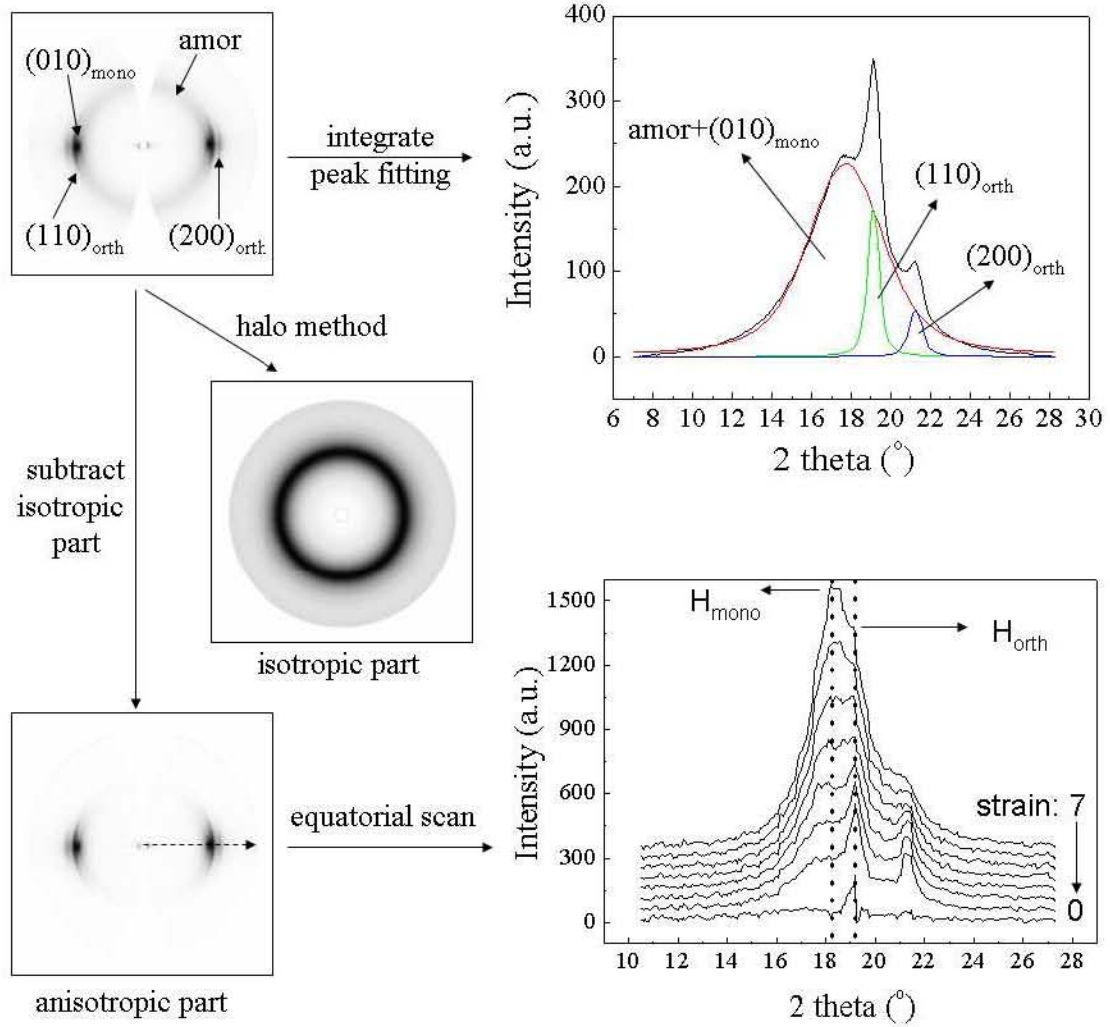 (010)mono
amor
(110)orth
(200)orth
integrate
peak fitting
halo method
subtract
isotropic
part
isotropic part
anisotropic part
equatorial scan
Intensity (a.u.)
400
300
200
100
0
amor+(010)mono
(110)orth
(200)orth
6 8 10 12 14 16 18 20 22 24 26 28 30
2 theta (°)
Intensity (a.u.)
1500
1200
900
600
300
0
Hmono
Horth
strain: 7
0
10 12 14 16 18 20 22 24 26 28
2 theta (°)